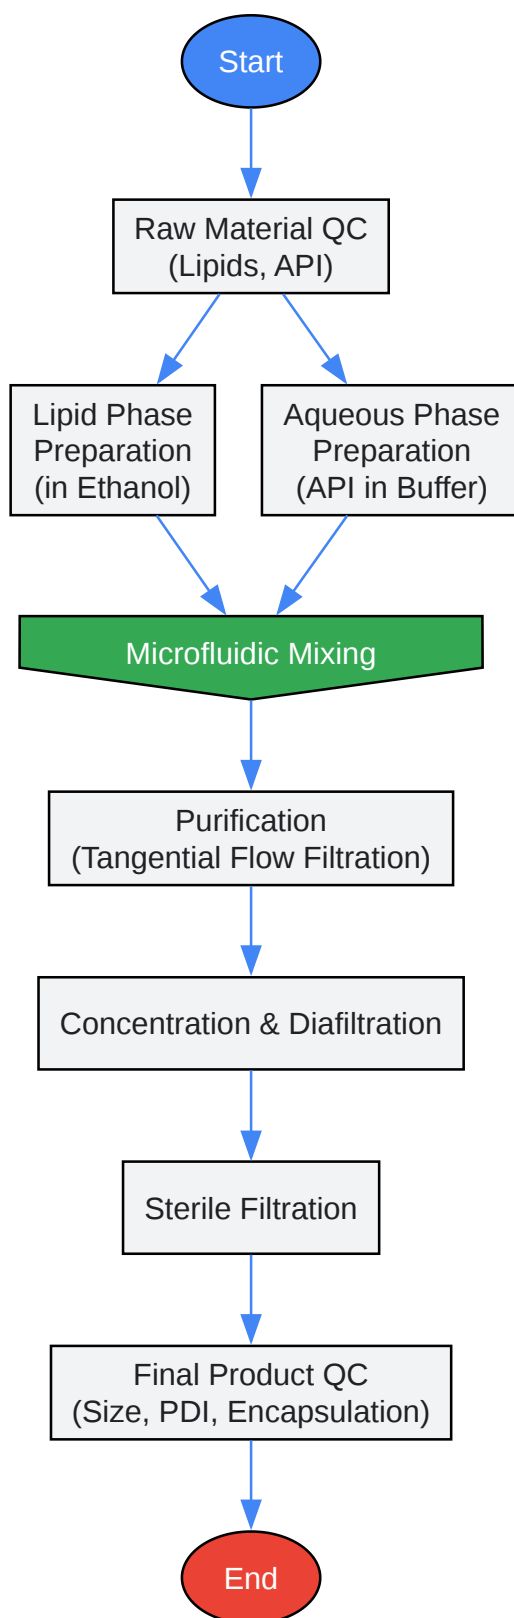 Start
Raw Material QC
(Lipids, API)
Lipid Phase
Preparation
(in Ethanol)
Aqueous Phase
Preparation
(API in Buffer)
Microfluidic Mixing
Purification
(Tangential Flow Filtration)
Concentration & Diafiltration
Sterile Filtration
Final Product QC
(Size, PDI, Encapsulation)
End